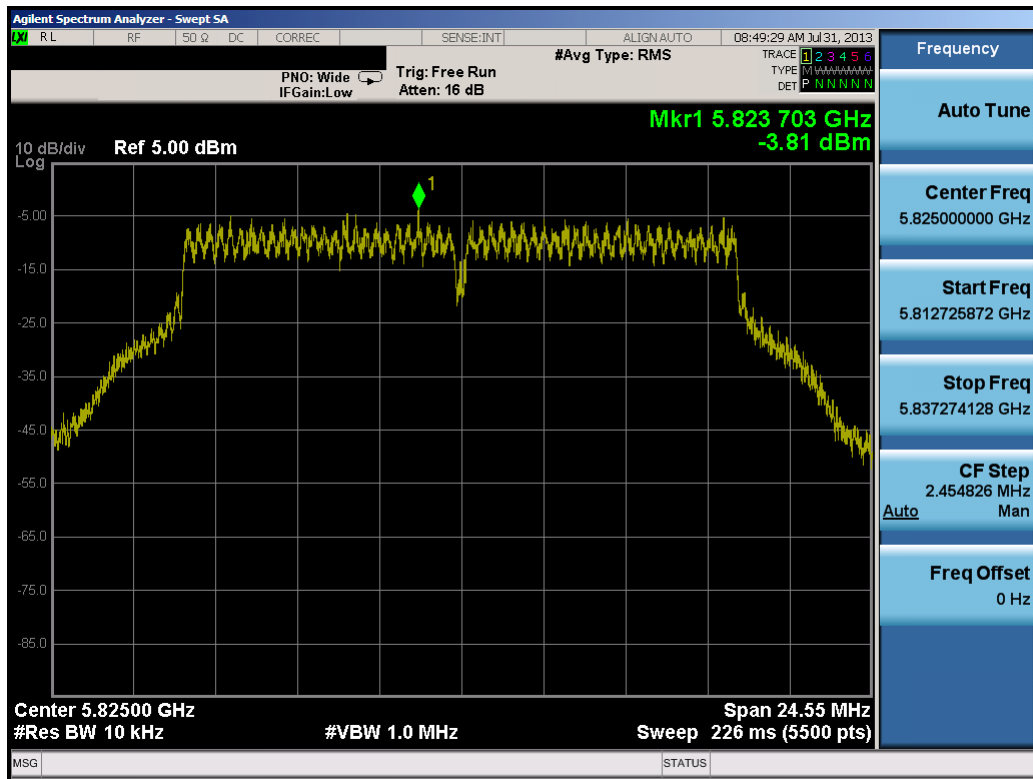 Agilent Spectrum Analyzer - Swept SA
LXI RL RF 50 Ω DC CORREC SENSE:INT ALIGN AUTO 08:49:29 AM Jul 31, 2013
#Avg Type: RMS
TRACE 1 2 3 4 5 6
PNO: Wide Trig: Free Run
TYPE M WWWWW
IFGain:Low Atten: 16 dB
DET P N N N N N
Mkr1 5.823 703 GHz
-3.81 dBm
10 dB/div Ref 5.00 dBm
Log
1
-5.00
-15.0
-25.0
-35.0
-45.0
-55.0
-65.0
-75.0
-85.0
Center 5.82500 GHz Span 24.55 MHz
#Res BW 10 kHz #VBW 1.0 MHz Sweep 226 ms (5500 pts)
MSG STATUS
Frequency
Auto Tune
Center Freq
5.825000000 GHz
Start Freq
5.812725872 GHz
Stop Freq
5.837274128 GHz
CF Step
2.454826 MHz
Auto Man
Freq Offset
0 Hz